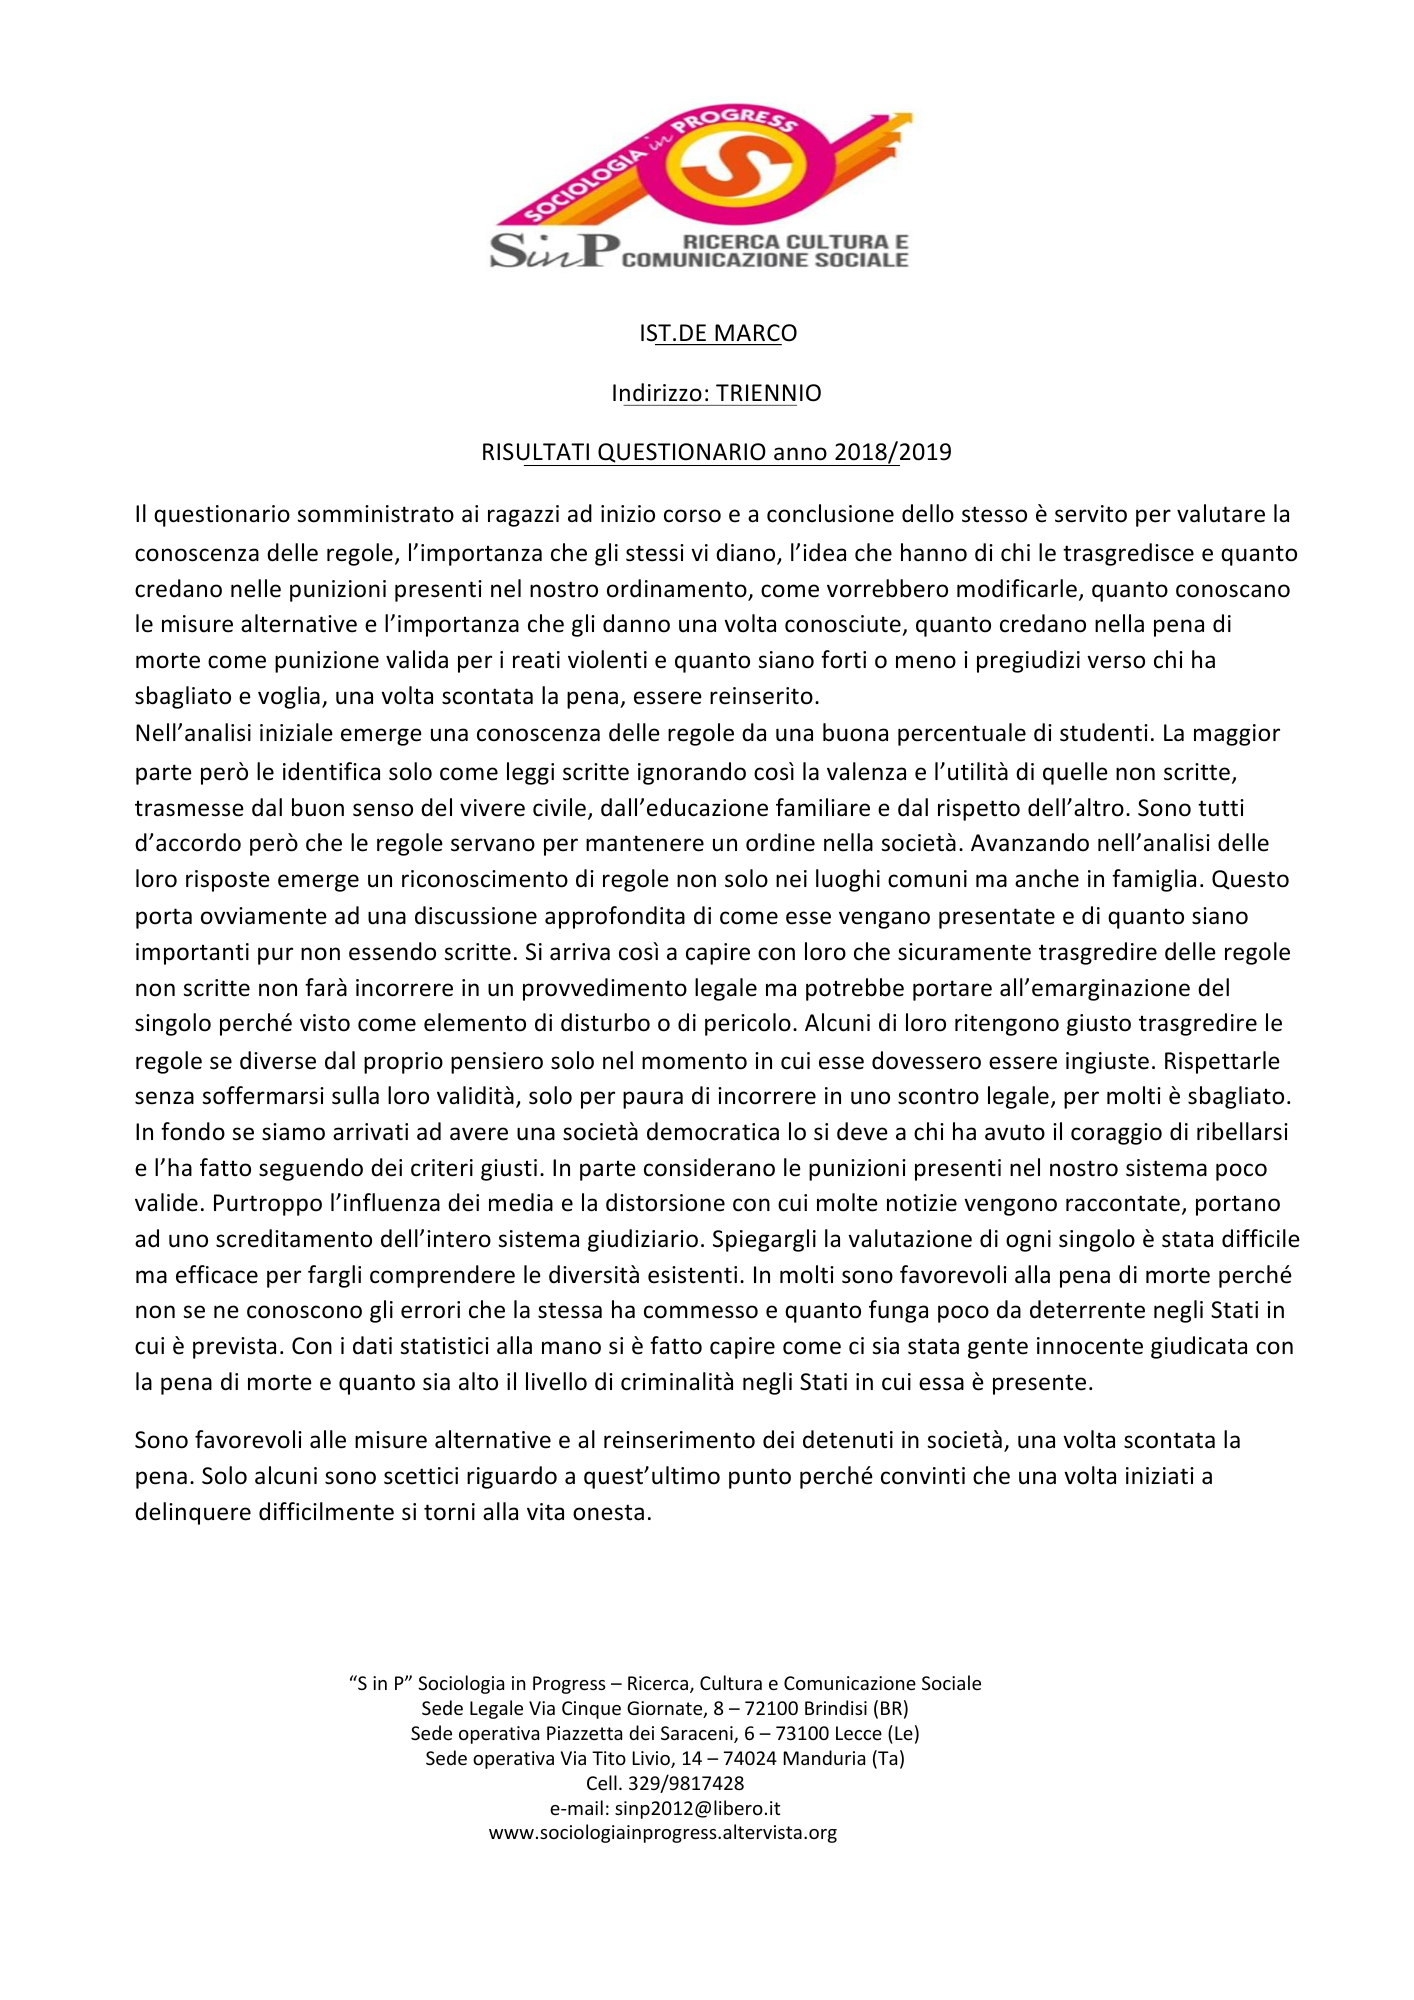 SOCIOLOGIA in PROGRESS
S
SinP RICERCA CULTURA E
COMUNICAZIONE SOCIALE
IST.DE MARCO
Indirizzo: TRIENNIO
RISULTATI QUESTIONARIO anno 2018/2019
Il questionario somministrato ai ragazzi ad inizio corso e a conclusione dello stesso è servito per valutare la
conoscenza delle regole, l’importanza che gli stessi vi diano, l’idea che hanno di chi le trasgredisce e quanto
credano nelle punizioni presenti nel nostro ordinamento, come vorrebbero modificarle, quanto conoscano
le misure alternative e l’importanza che gli danno una volta conosciute, quanto credano nella pena di
morte come punizione valida per i reati violenti e quanto siano forti o meno i pregiudizi verso chi ha
sbagliato e voglia, una volta scontata la pena, essere reinserito.
Nell’analisi iniziale emerge una conoscenza delle regole da una buona percentuale di studenti. La maggior
parte però le identifica solo come leggi scritte ignorando così la valenza e l’utilità di quelle non scritte,
trasmesse dal buon senso del vivere civile, dall’educazione familiare e dal rispetto dell’altro. Sono tutti
d’accordo però che le regole servano per mantenere un ordine nella società. Avanzando nell’analisi delle
loro risposte emerge un riconoscimento di regole non solo nei luoghi comuni ma anche in famiglia. Questo
porta ovviamente ad una discussione approfondita di come esse vengano presentate e di quanto siano
importanti pur non essendo scritte. Si arriva così a capire con loro che sicuramente trasgredire delle regole
non scritte non farà incorrere in un provvedimento legale ma potrebbe portare all’emarginazione del
singolo perché visto come elemento di disturbo o di pericolo. Alcuni di loro ritengono giusto trasgredire le
regole se diverse dal proprio pensiero solo nel momento in cui esse dovessero essere ingiuste. Rispettarle
senza soffermarsi sulla loro validità, solo per paura di incorrere in uno scontro legale, per molti è sbagliato.
In fondo se siamo arrivati ad avere una società democratica lo si deve a chi ha avuto il coraggio di ribellarsi
e l’ha fatto seguendo dei criteri giusti. In parte considerano le punizioni presenti nel nostro sistema poco
valide. Purtroppo l’influenza dei media e la distorsione con cui molte notizie vengono raccontate, portano
ad uno screditamento dell’intero sistema giudiziario. Spiegargli la valutazione di ogni singolo è stata difficile
ma efficace per fargli comprendere le diversità esistenti. In molti sono favorevoli alla pena di morte perché
non se ne conoscono gli errori che la stessa ha commesso e quanto funga poco da deterrente negli Stati in
cui è prevista. Con i dati statistici alla mano si è fatto capire come ci sia stata gente innocente giudicata con
la pena di morte e quanto sia alto il livello di criminalità negli Stati in cui essa è presente.
Sono favorevoli alle misure alternative e al reinserimento dei detenuti in società, una volta scontata la
pena. Solo alcuni sono scettici riguardo a quest’ultimo punto perché convinti che una volta iniziati a
delinquere difficilmente si torni alla vita onesta.
“S in P” Sociologia in Progress – Ricerca, Cultura e Comunicazione Sociale
Sede Legale Via Cinque Giornate, 8 – 72100 Brindisi (BR)
Sede operativa Piazzetta dei Saraceni, 6 – 73100 Lecce (Le)
Sede operativa Via Tito Livio, 14 – 74024 Manduria (Ta)
Cell. 329/9817428
e-mail: sinp2012@libero.it
www.sociologiainprogress.altervista.org